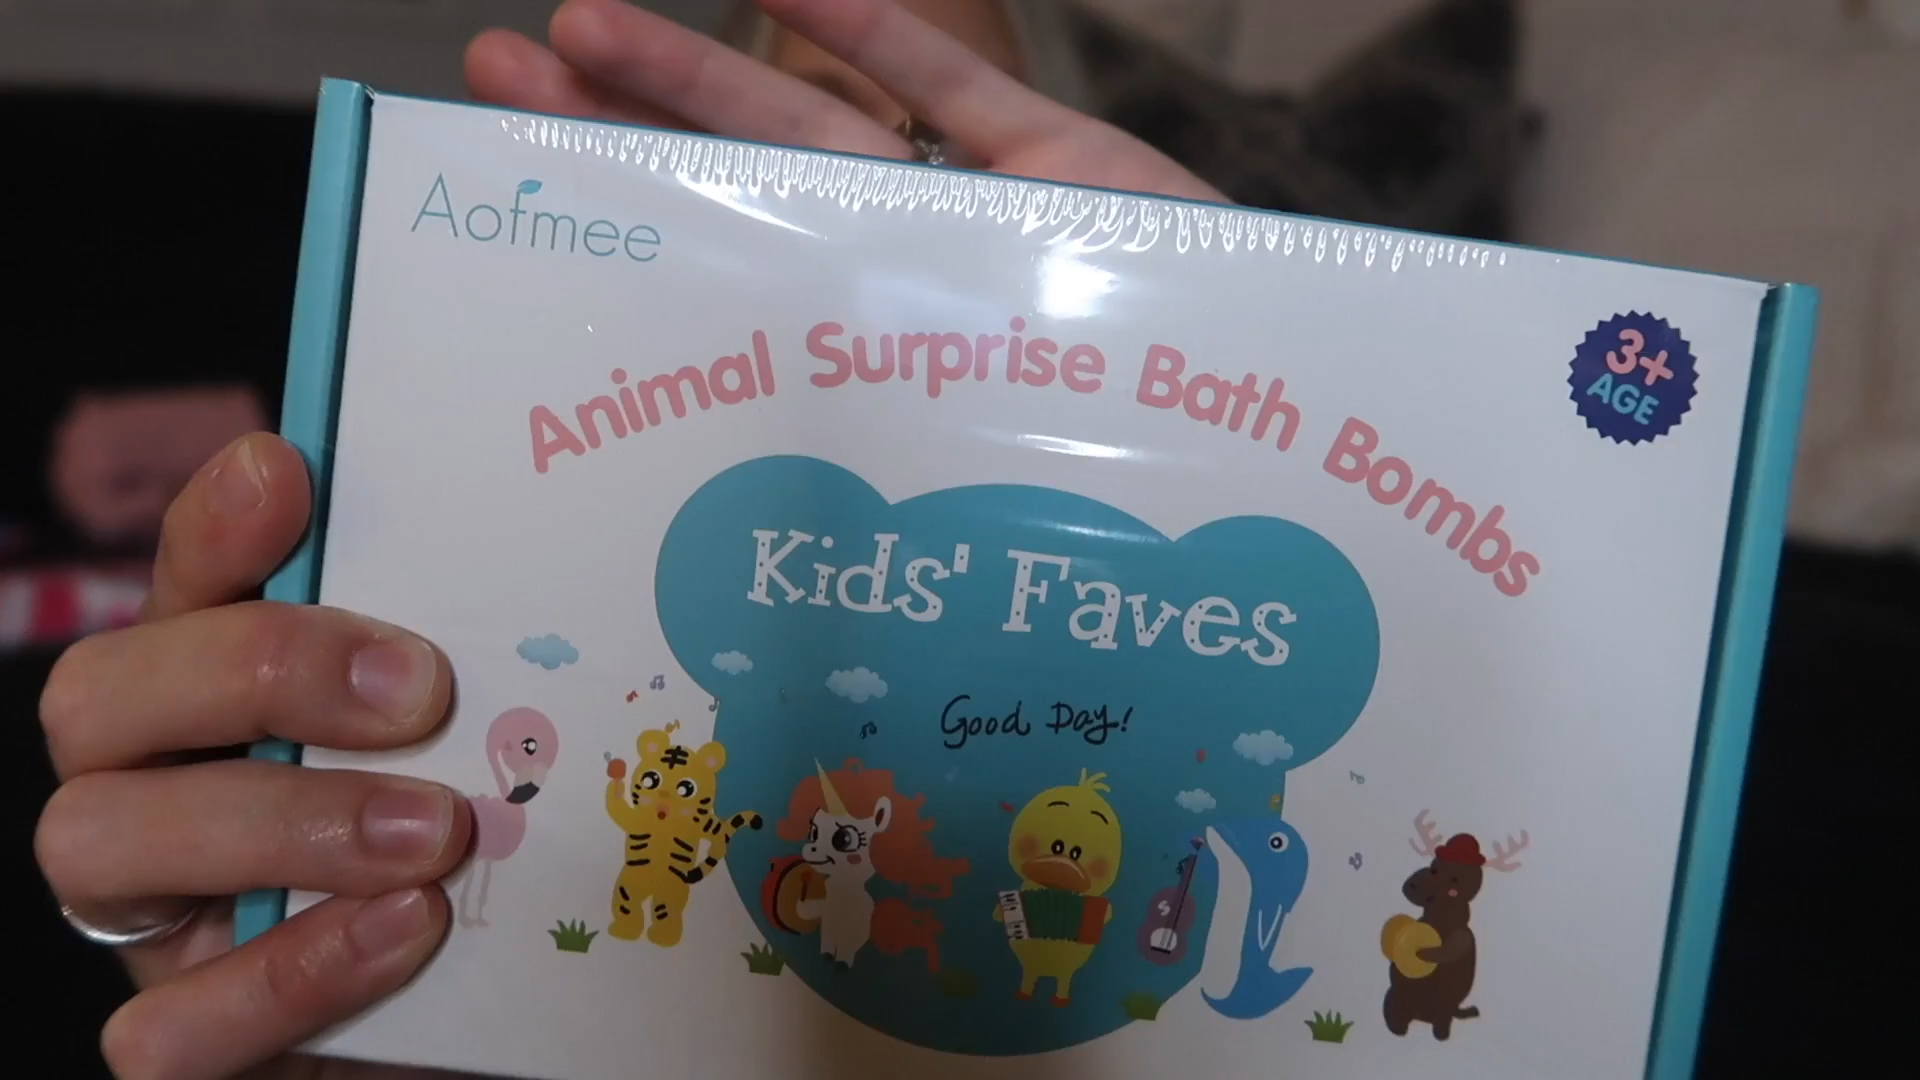 Aofmee
Animal Surprise Bath Bombs
3+
AGE
Kids' Faves
Good Day!
S